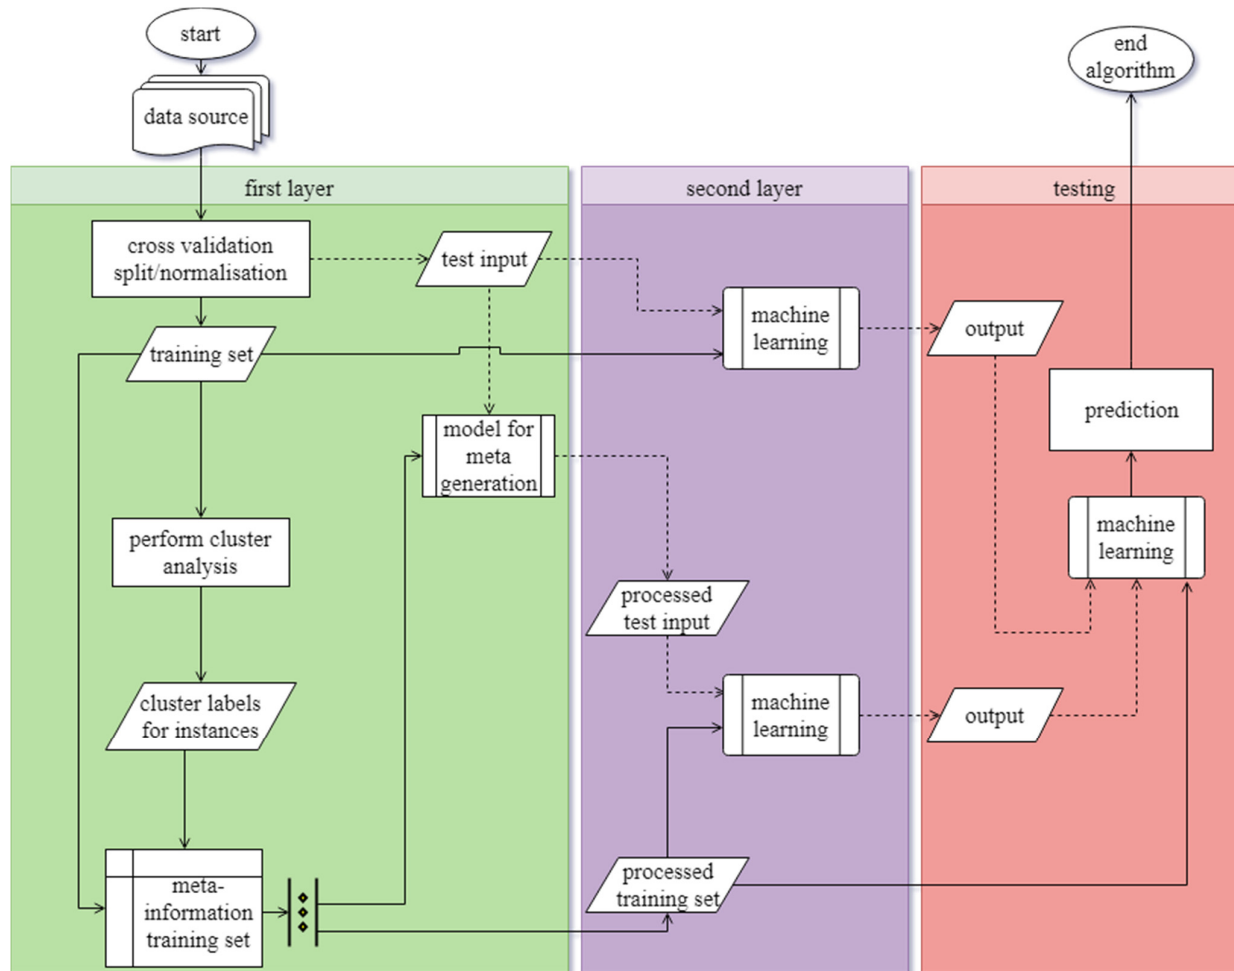 start
end
algorithm
data source
first layer
second layer
testing
cross validation
split/normalisation
test input
machine
learning
output
training set
prediction
model for
meta
generation
machine
learning
perform cluster
analysis
processed
test input
cluster labels
for instances
machine
learning
output
meta-
information
training set
processed
training set